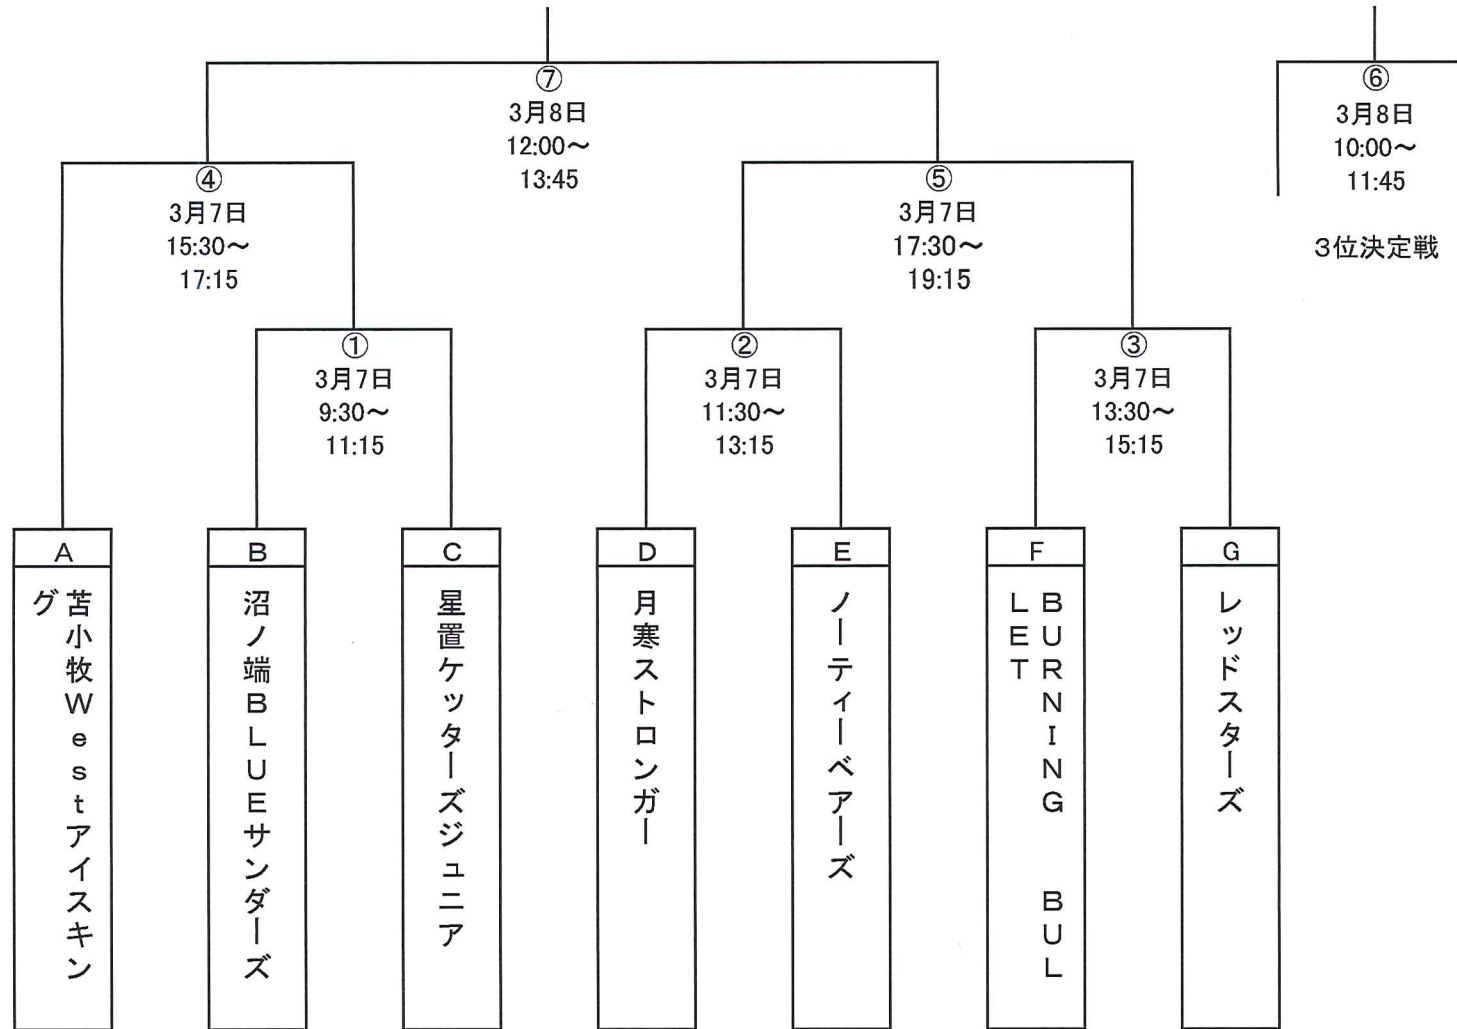 ⑦
3月8日
12:00～
13:45
⑥
3月8日
10:00～
11:45
3位決定戦
④
3月7日
15:30～
17:15
⑤
3月7日
17:30～
19:15
①
3月7日
9:30～
11:15
②
3月7日
11:30～
13:15
③
3月7日
13:30～
15:15
A
苫小牧Westアイスキン
グ
B
沼ノ端BLUEサンダーズ
C
星置ケッターズジュニア
D
月寒ストロンガー
E
ノーティーベアーズ
F
BURNING BUL
LET
G
レッドスターズ